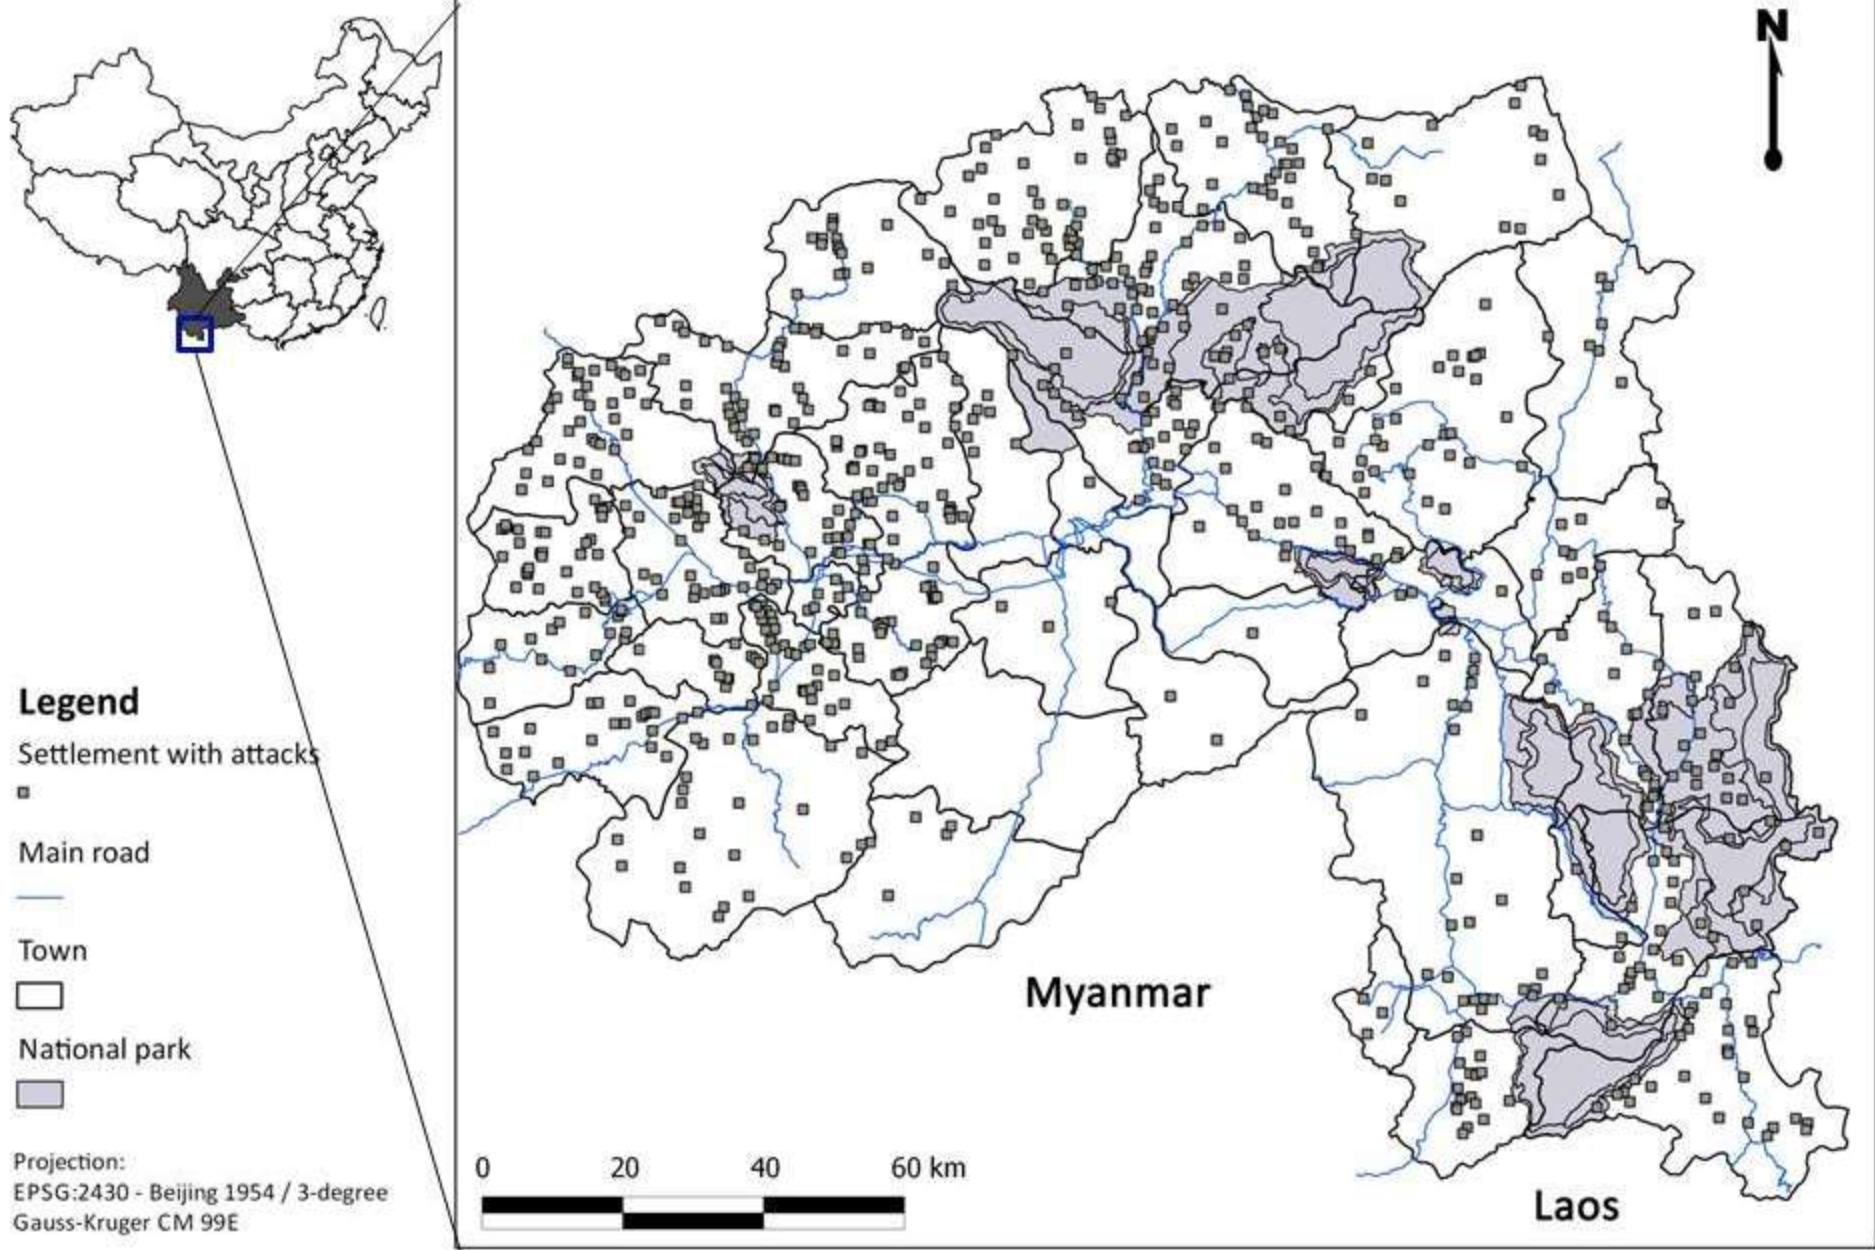 N
Legend
Settlement with attacks
Main road
Town
National park
Projection:
EPSG:2430 - Beijing 1954 / 3-degree
Gauss-Kruger CM 99E
Myanmar
0 20 40 60 km
Laos